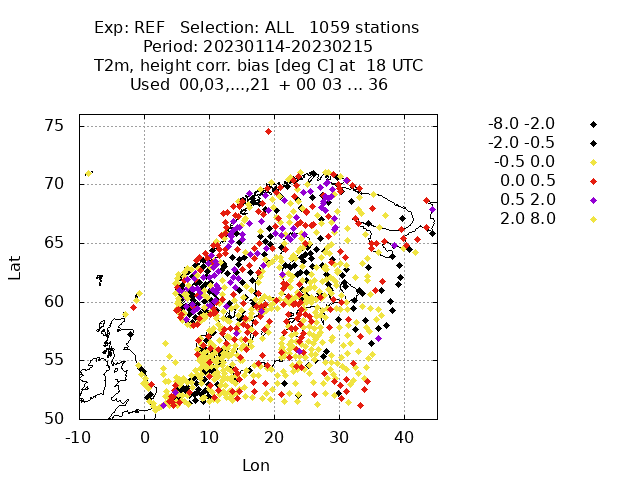 Exp: REF   Selection: ALL   1059 stations
Period: 20230114-20230215
T2m, height corr. bias [deg C] at  18 UTC
Used  00,03,...,21  + 00 03 ... 36
-8.0 -2.0
-2.0 -0.5
-0.5 0.0
0.0 0.5
0.5 2.0
2.0 8.0
75
70
65
60
55
50
Lat
-10 0 10 20 30 40
Lon